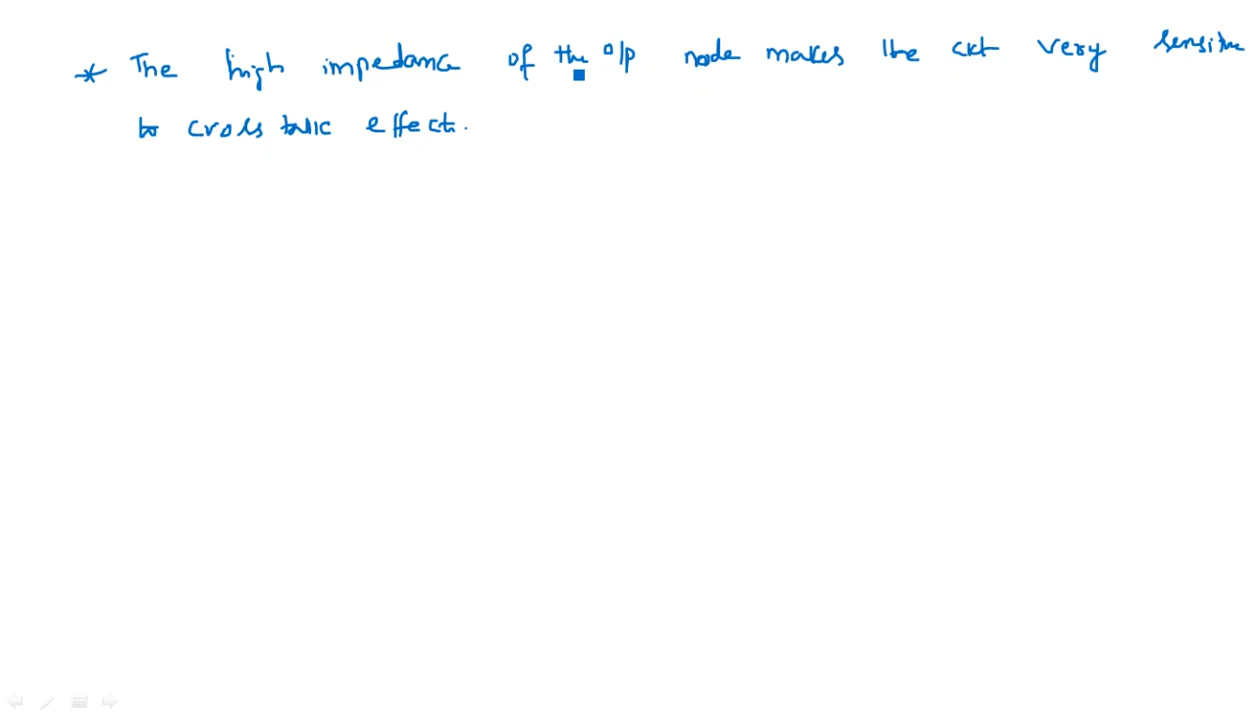 * The high impedance of the o/p node makes the ckt very sensitive
to cross talk effect.